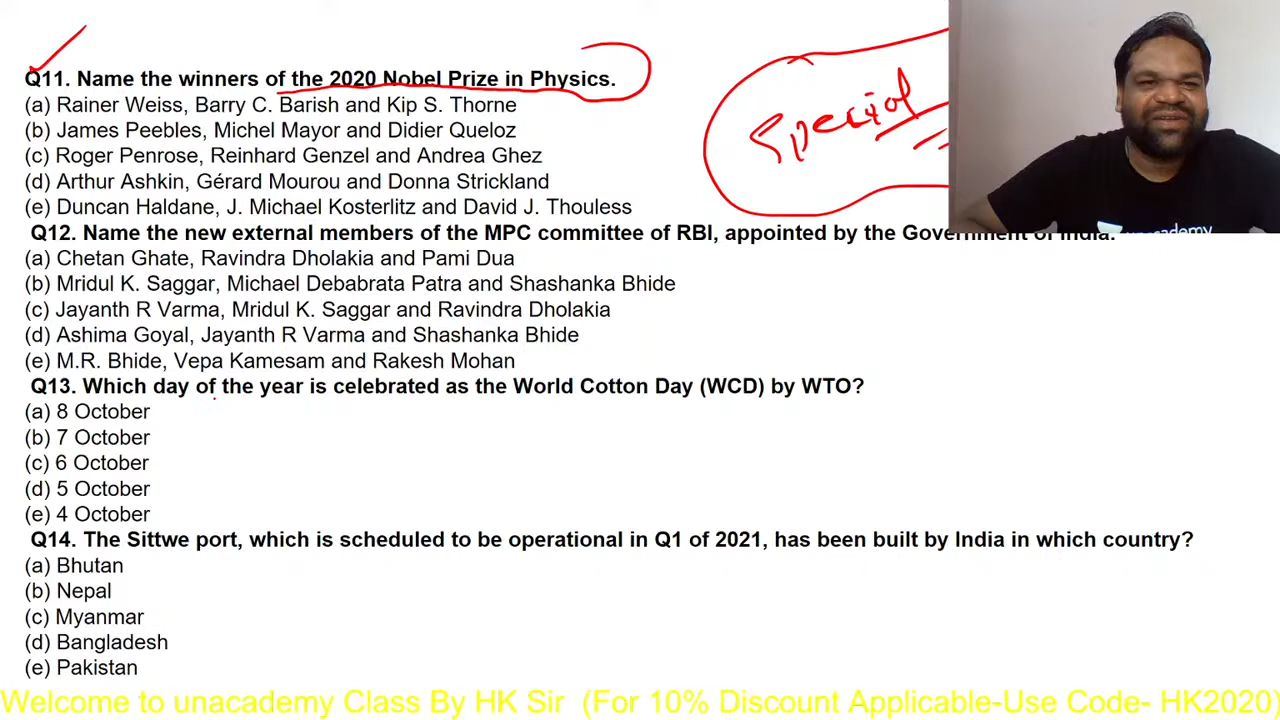 Q11. Name the winners of the 2020 Nobel Prize in Physics.
(a) Rainer Weiss, Barry C. Barish and Kip S. Thorne
(b) James Peebles, Michel Mayor and Didier Queloz
(c) Roger Penrose, Reinhard Genzel and Andrea Ghez
(d) Arthur Ashkin, Gérard Mourou and Donna Strickland
(e) Duncan Haldane, J. Michael Kosterlitz and David J. Thouless
Special
unacademy
Q12. Name the new external members of the MPC committee of RBI, appointed by the Government of India.
(a) Chetan Ghate, Ravindra Dholakia and Pami Dua
(b) Mridul K. Saggar, Michael Debabrata Patra and Shashanka Bhide
(c) Jayanth R Varma, Mridul K. Saggar and Ravindra Dholakia
(d) Ashima Goyal, Jayanth R Varma and Shashanka Bhide
(e) M.R. Bhide, Vepa Kamesam and Rakesh Mohan
Q13. Which day of the year is celebrated as the World Cotton Day (WCD) by WTO?
(a) 8 October
(b) 7 October
(c) 6 October
(d) 5 October
(e) 4 October
Q14. The Sittwe port, which is scheduled to be operational in Q1 of 2021, has been built by India in which country?
(a) Bhutan
(b) Nepal
(c) Myanmar
(d) Bangladesh
(e) Pakistan
Welcome to unacademy Class By HK Sir (For 10% Discount Applicable-Use Code- HK2020)